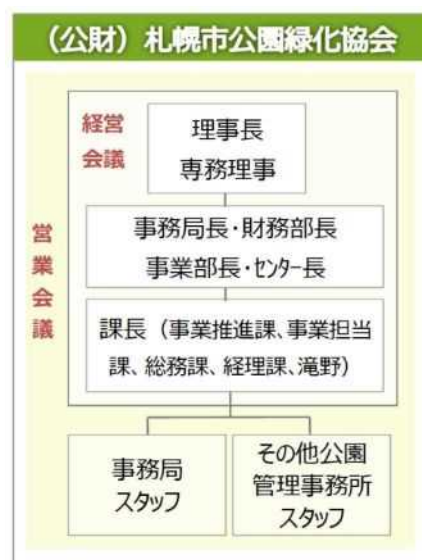 （公財）札幌市公園緑化協会
経営
会議
理事長
専務理事
営業会議
事務局長・財務部長
事業部長・センター長
課長（事業推進課、事業担当
課、総務課、経理課、滝野）
事務局
スタッフ
その他公園
管理事務所
スタッフ